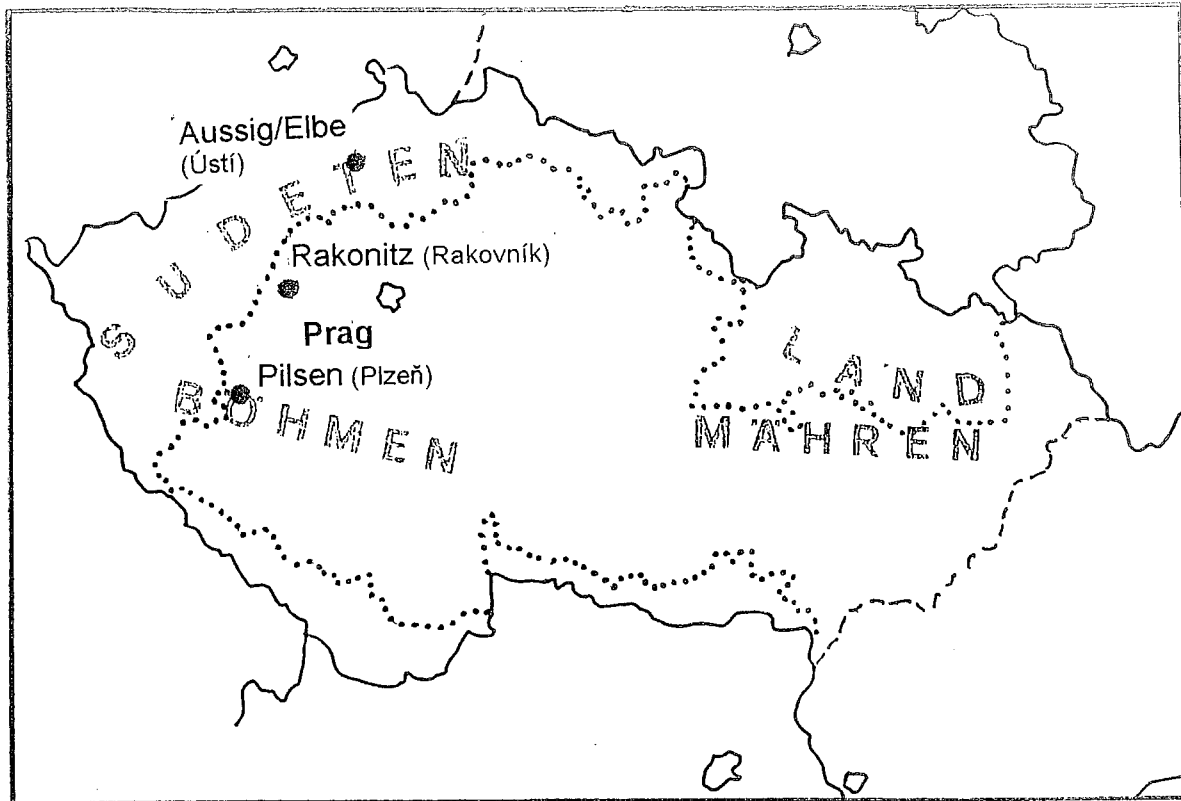 Aussig/Elbe
(Ústí)
SUDETEN
Rakonitz (Rakovník)
Prag
Pilsen (Plzeň)
BÖHMEN
LAND
MÄHREN